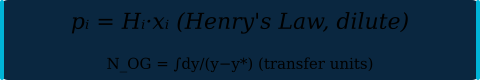 pᵢ = Hᵢ·xᵢ (Henry's Law, dilute)
N_OG = ∫dy/(y−y*) (transfer units)